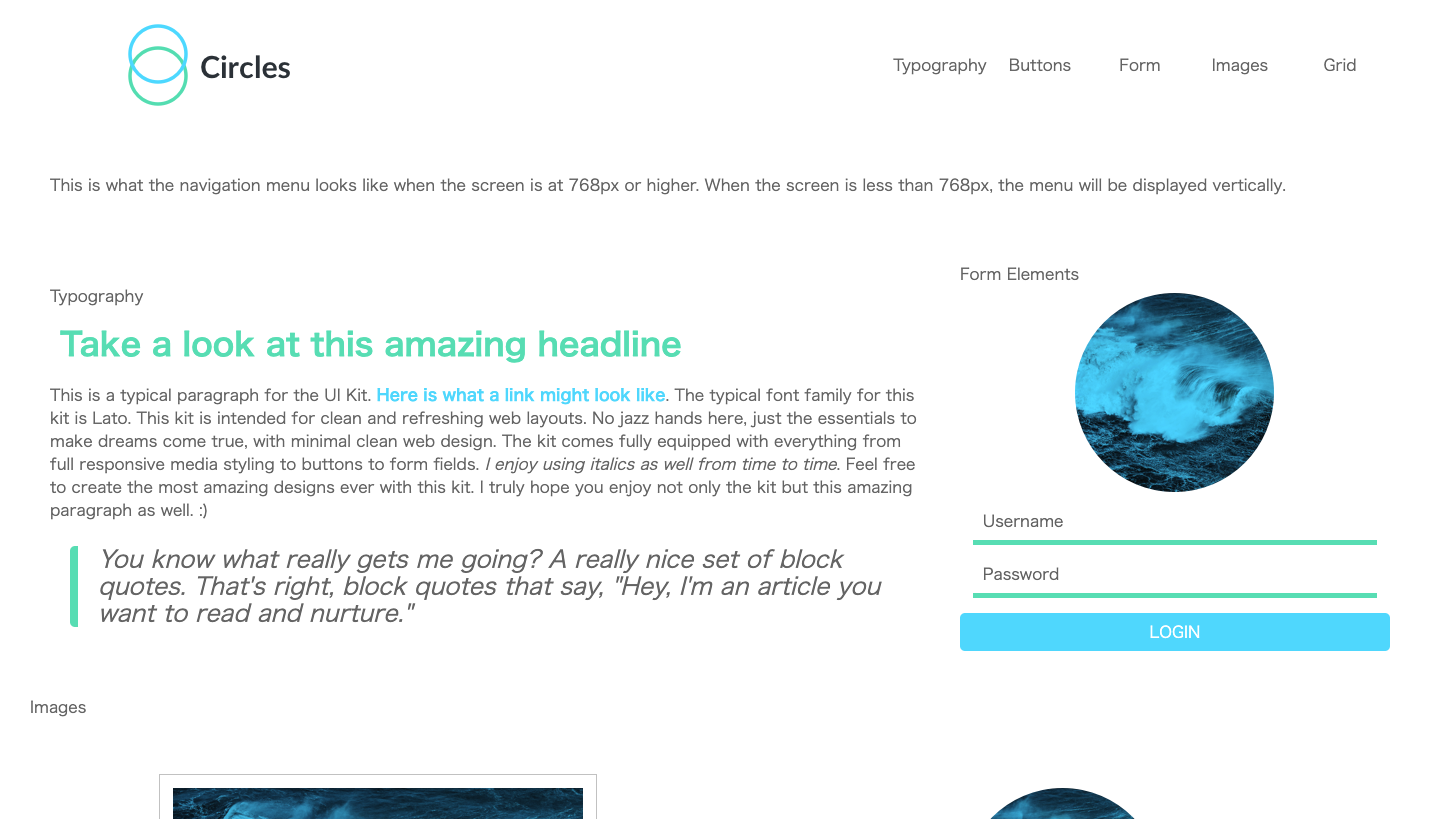 Circles
Typography Buttons Form Images Grid
This is what the navigation menu looks like when the screen is at 768px or higher. When the screen is less than 768px, the menu will be displayed vertically.
Typography
Take a look at this amazing headline
This is a typical paragraph for the UI Kit. Here is what a link might look like. The typical font family for this
kit is Lato. This kit is intended for clean and refreshing web layouts. No jazz hands here, just the essentials to
make dreams come true, with minimal clean web design. The kit comes fully equipped with everything from
full responsive media styling to buttons to form fields. I enjoy using italics as well from time to time. Feel free
to create the most amazing designs ever with this kit. I truly hope you enjoy not only the kit but this amazing
paragraph as well. :)
You know what really gets me going? A really nice set of block
quotes. That's right, block quotes that say, "Hey, I'm an article you
want to read and nurture."
Form Elements
Username
Password
LOGIN
Images